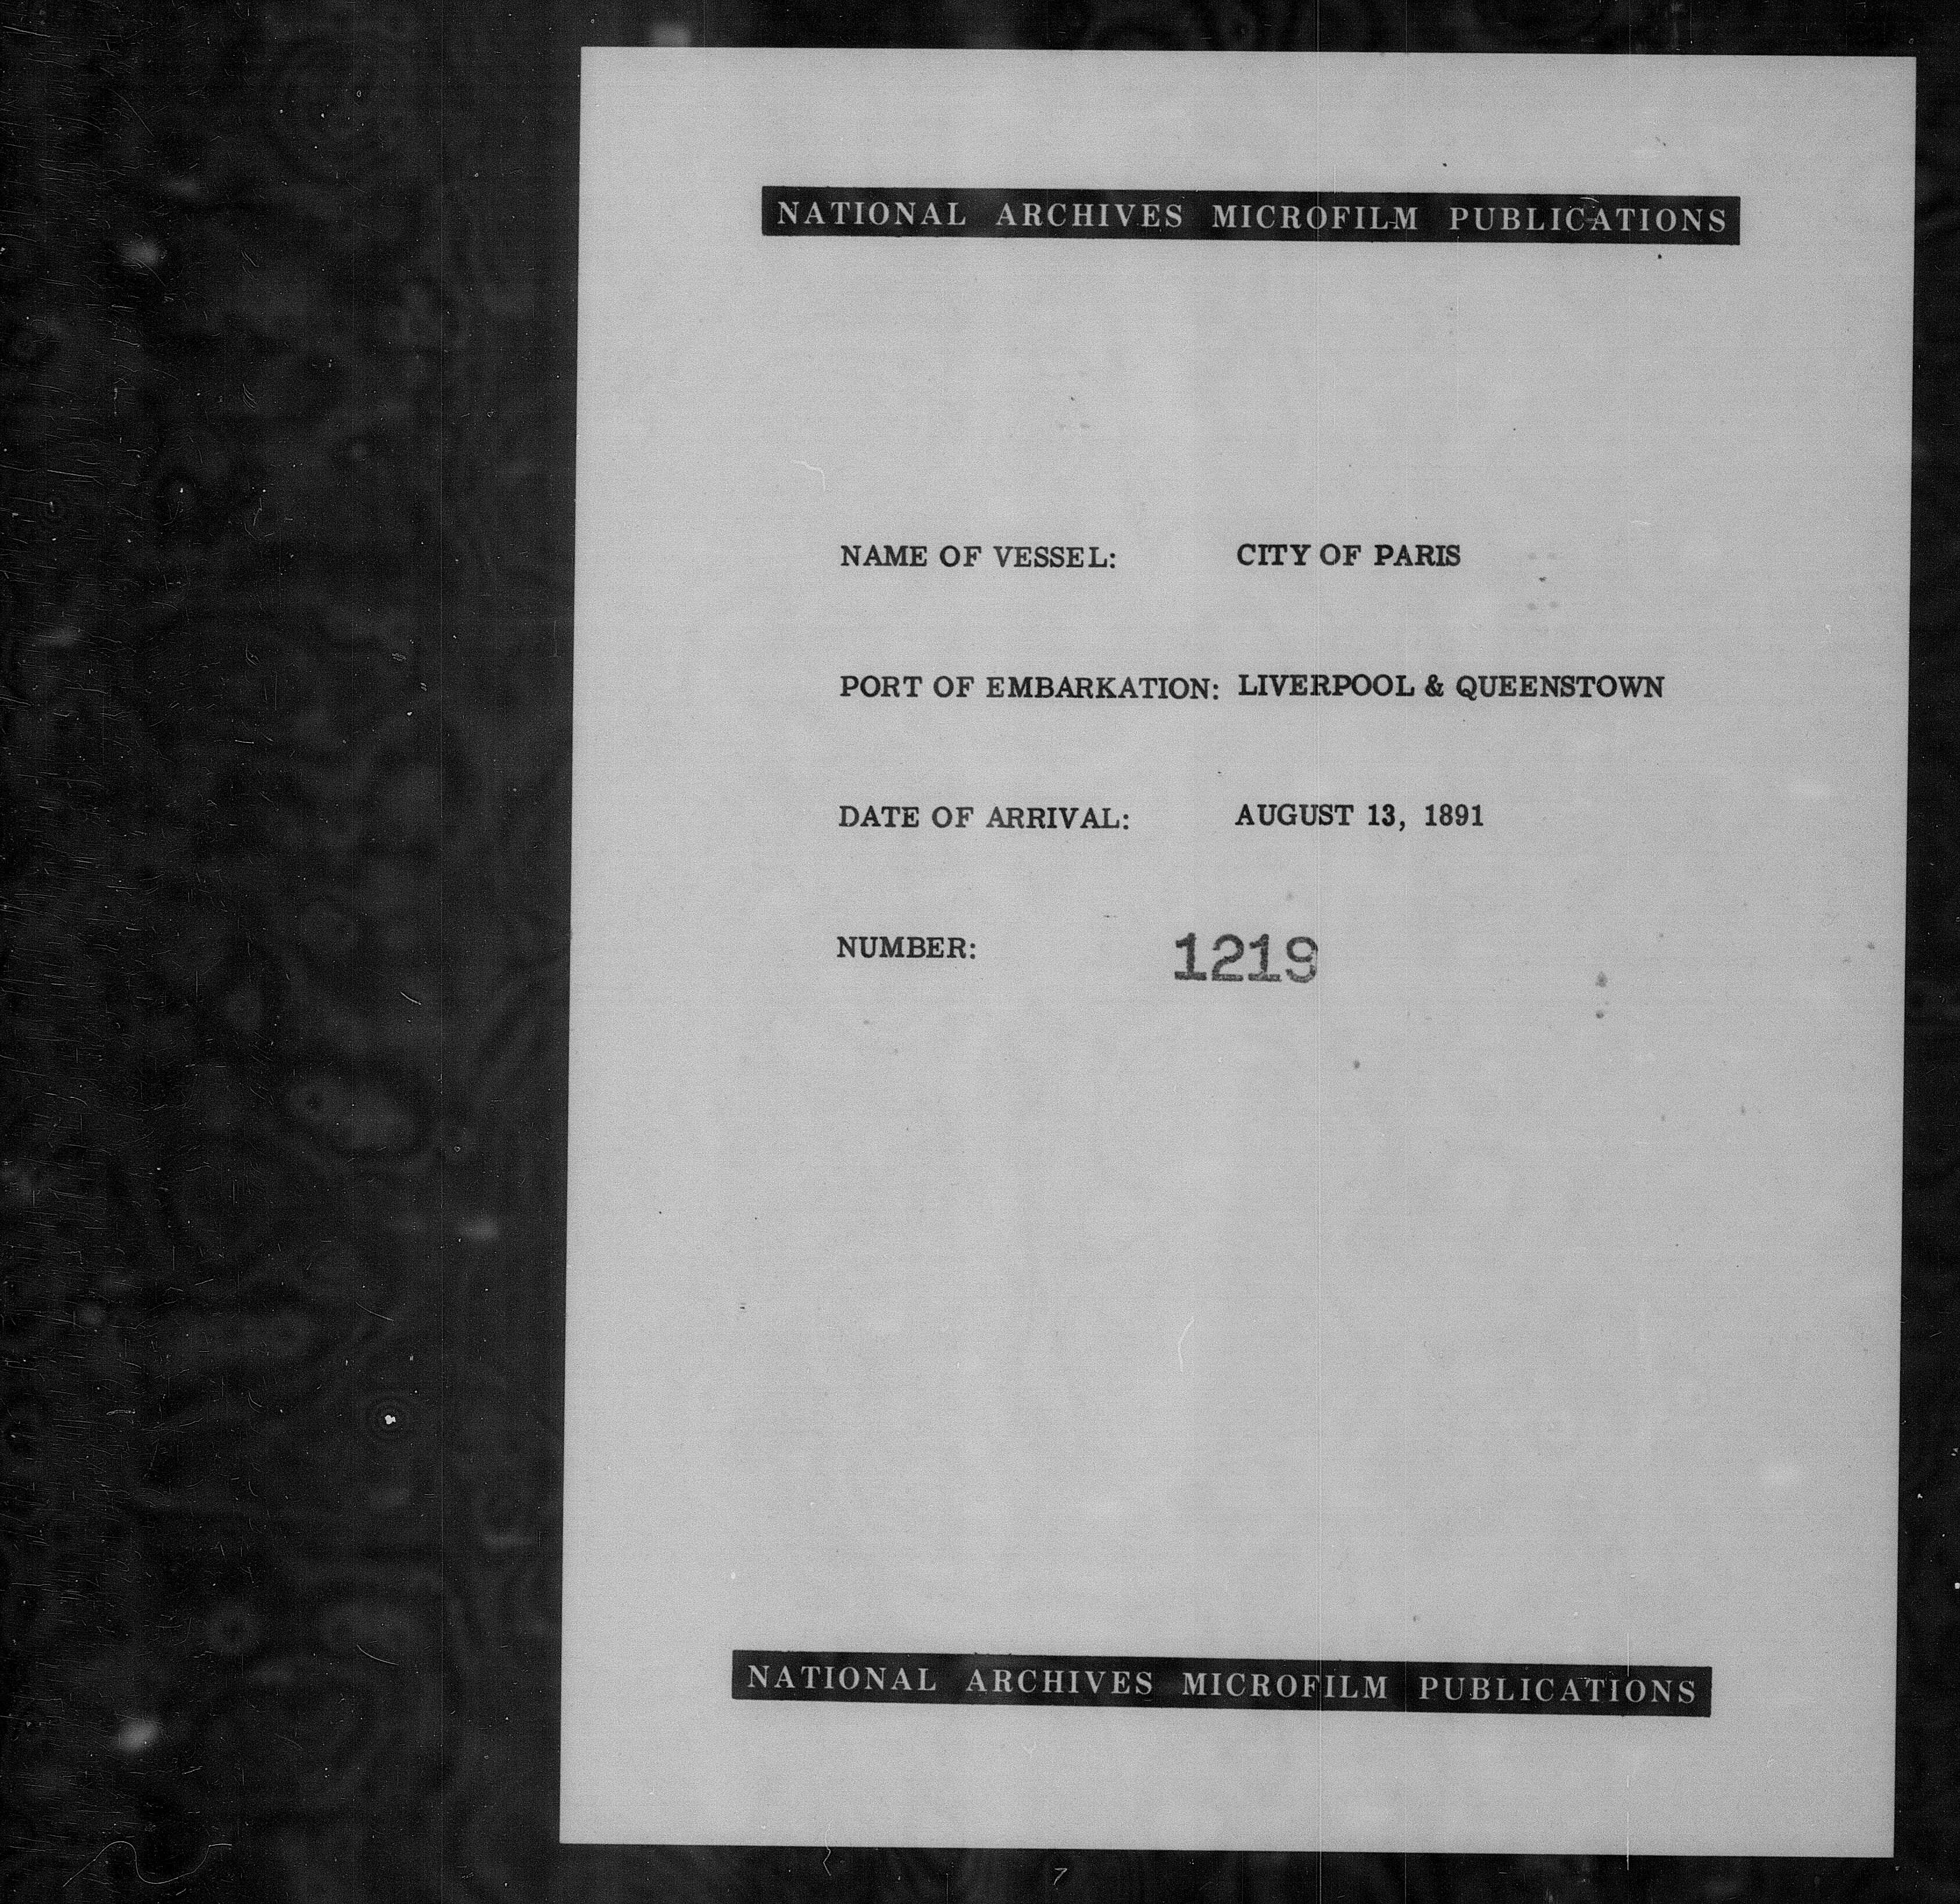 NATIONAL ARCHIVES MICROFILM PUBLICATIONS
NAME OF VESSEL: CITY OF PARIS
PORT OF EMBARKATION: LIVERPOOL & QUEENSTOWN
DATE OF ARRIVAL: AUGUST 13, 1891
NUMBER: 1219
NATIONAL ARCHIVES MICROFILM PUBLICATIONS